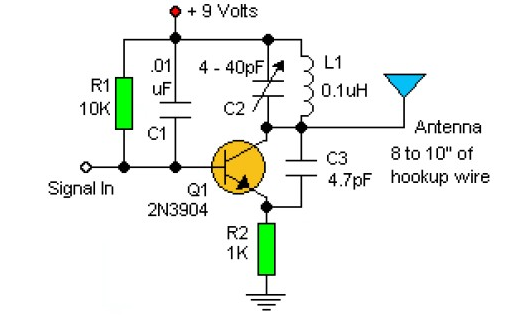 + 9 Volts
R1
10K
.01
uF
C1
4 - 40pF
C2
L1
0.1uH
Antenna
8 to 10" of
hookup wire
Signal In
Q1
2N3904
C3
4.7pF
R2
1K